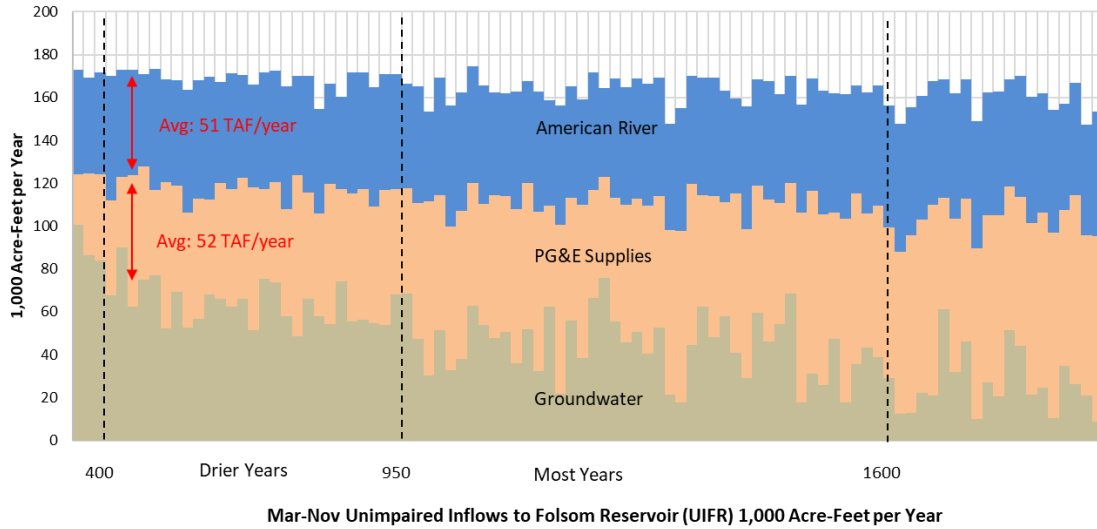 200
180
160
140
120
100
80
60
40
20
0
1,000 Acre-Feet per Year
Avg: 51 TAF/year
American River
Avg: 52 TAF/year
PG&E Supplies
Groundwater
400
Drier Years
950
Most Years
1600
Mar-Nov Unimpaired Inflows to Folsom Reservoir (UIFR) 1,000 Acre-Feet per Year